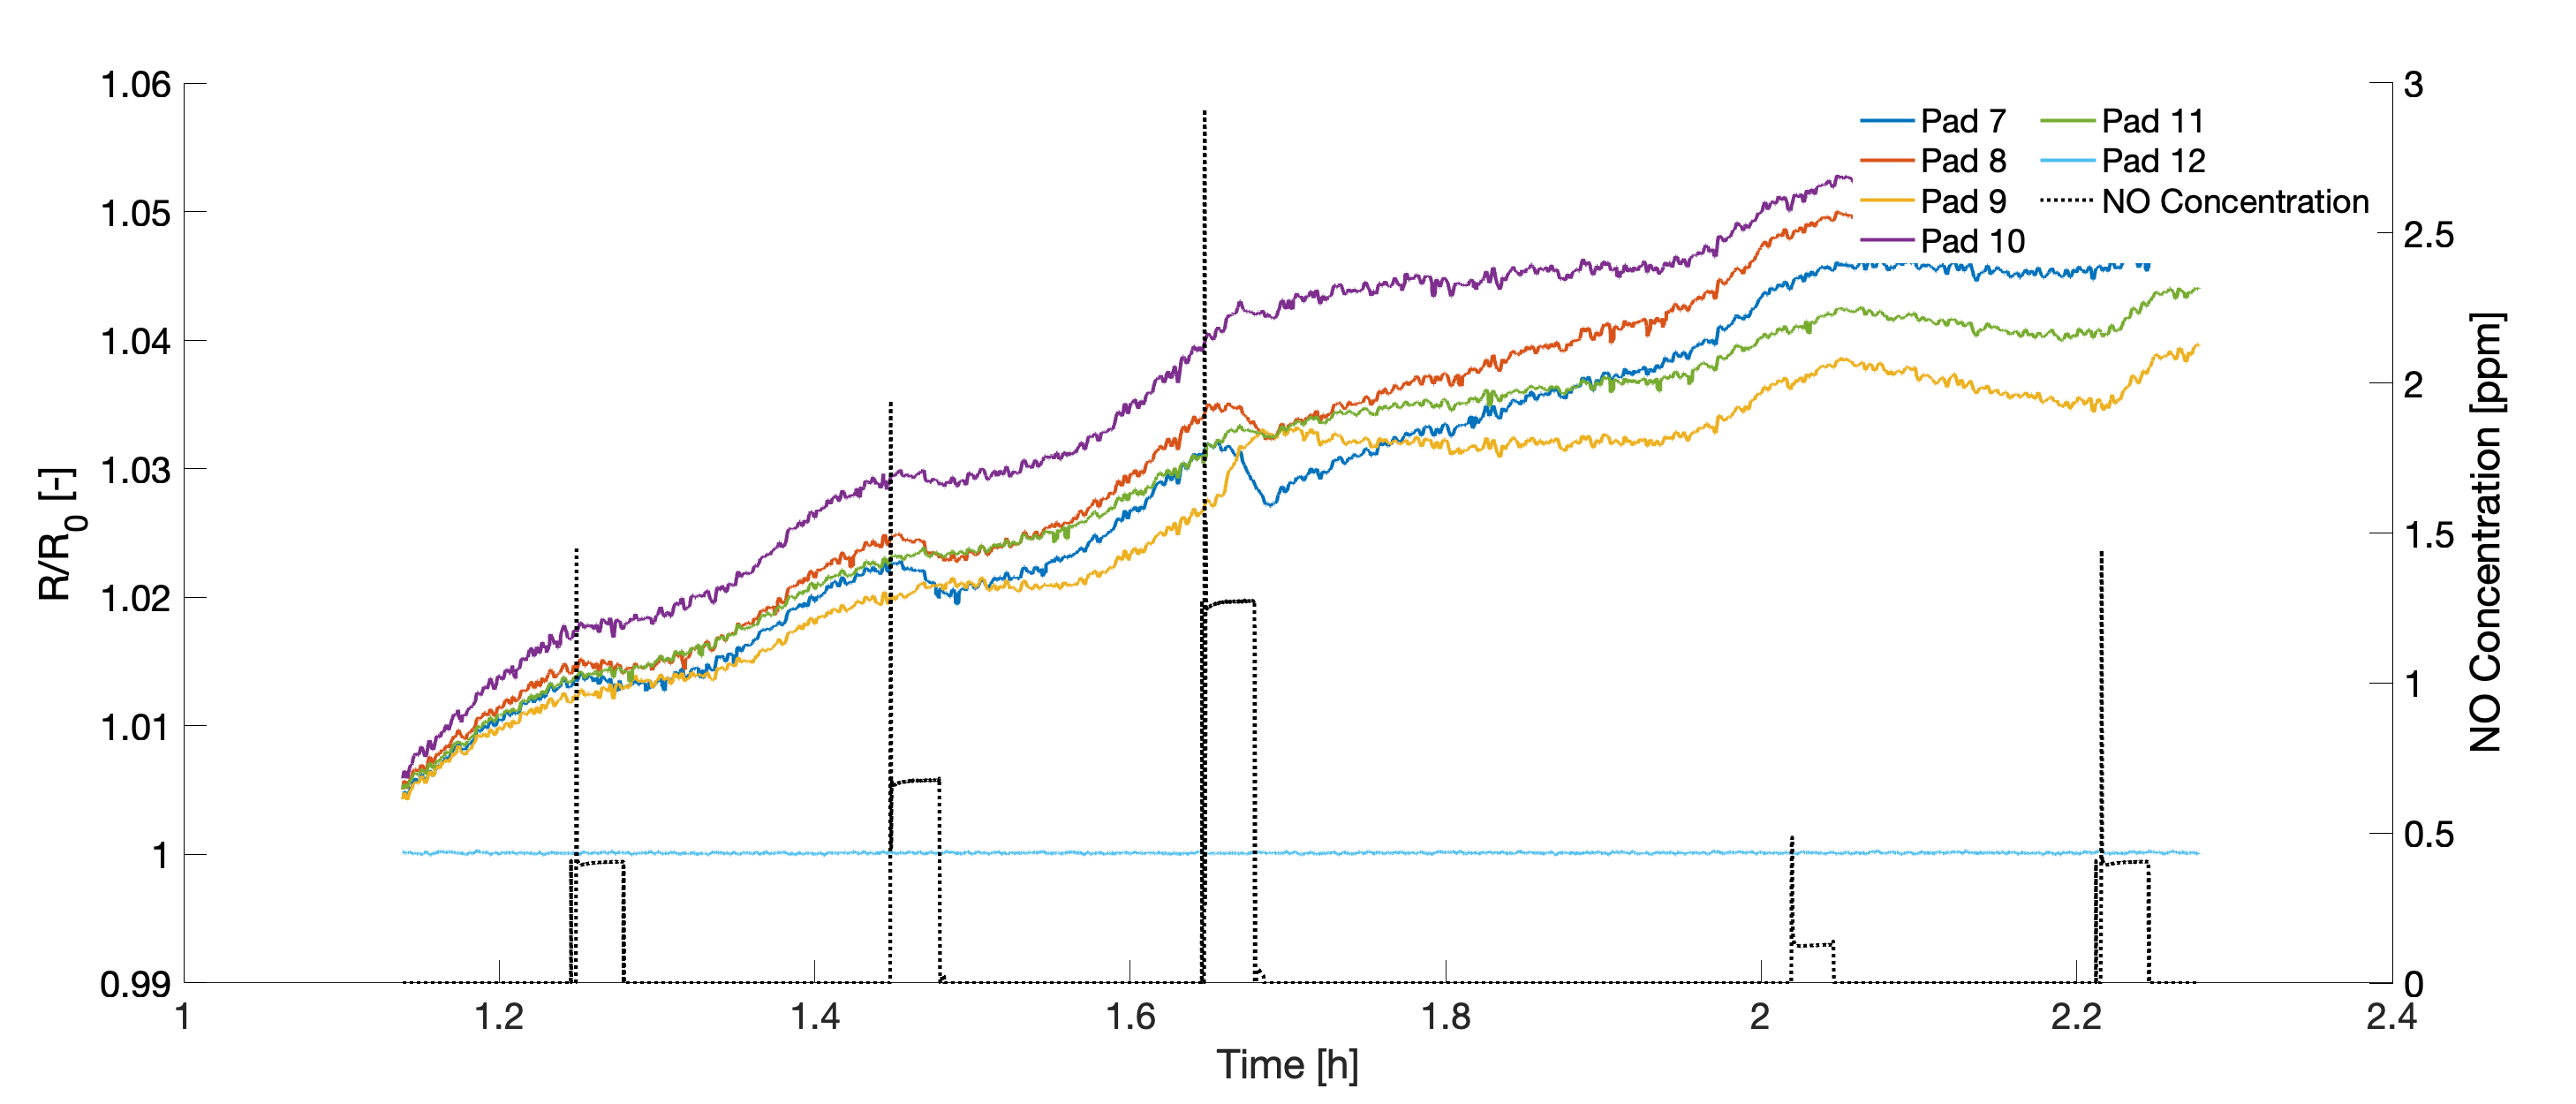 1.06
1.05
1.04
1.03
1.02
1.01
1
0.99
R/R0 [-]
1
1.2
1.4
1.6
1.8
2
2.2
2.4
Time [h]
3
2.5
2
1.5
1
0.5
0
NO Concentration [ppm]
Pad 7
Pad 8
Pad 9
Pad 10
Pad 11
Pad 12
NO Concentration